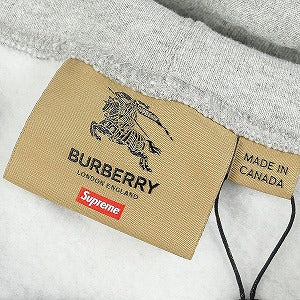 BURBERRY
LONDON ENGLAND
Supreme
MADE IN
CANADA